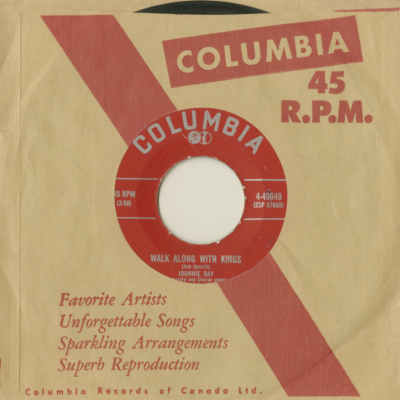 COLUMBIA
45
R.P.M.
COLUMBIA
45 RPM
4-40649
WALK ALONG WITH KINGS
JOHNNIE RAY
Favorite Artists
Unforgettable Songs
Sparkling Arrangements
Superb Reproduction
Columbia Records of Canada Ltd.